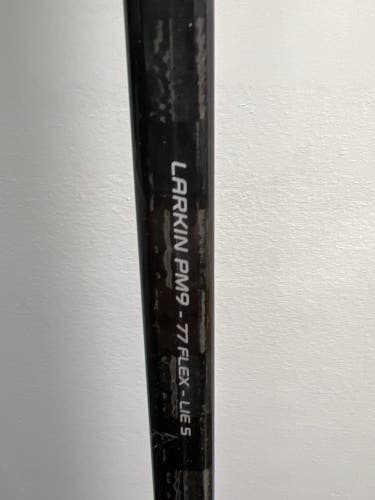 LARKIN PM9 - 77 FLEX - LIE 5